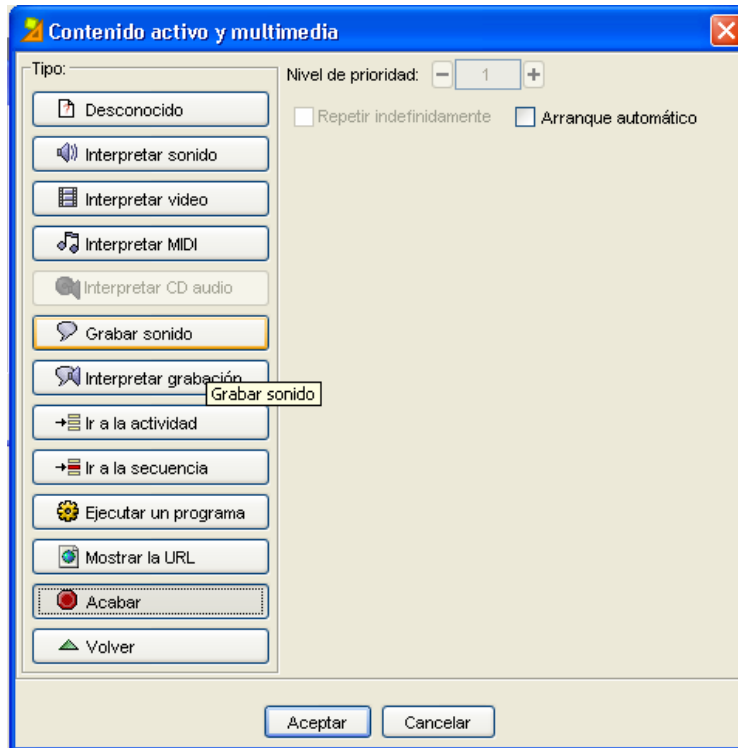 Contenido activo y multimedia
Tipo:
Nivel de prioridad: 1
Repetir indefinidamente Arranque automático
Desconocido
Interpretar sonido
Interpretar video
Interpretar MIDI
Interpretar CD audio
Grabar sonido
Interpretar grabación
Grabar sonido
Ir a la actividad
Ir a la secuencia
Ejecutar un programa
Mostrar la URL
Acabar
Volver
Aceptar Cancelar